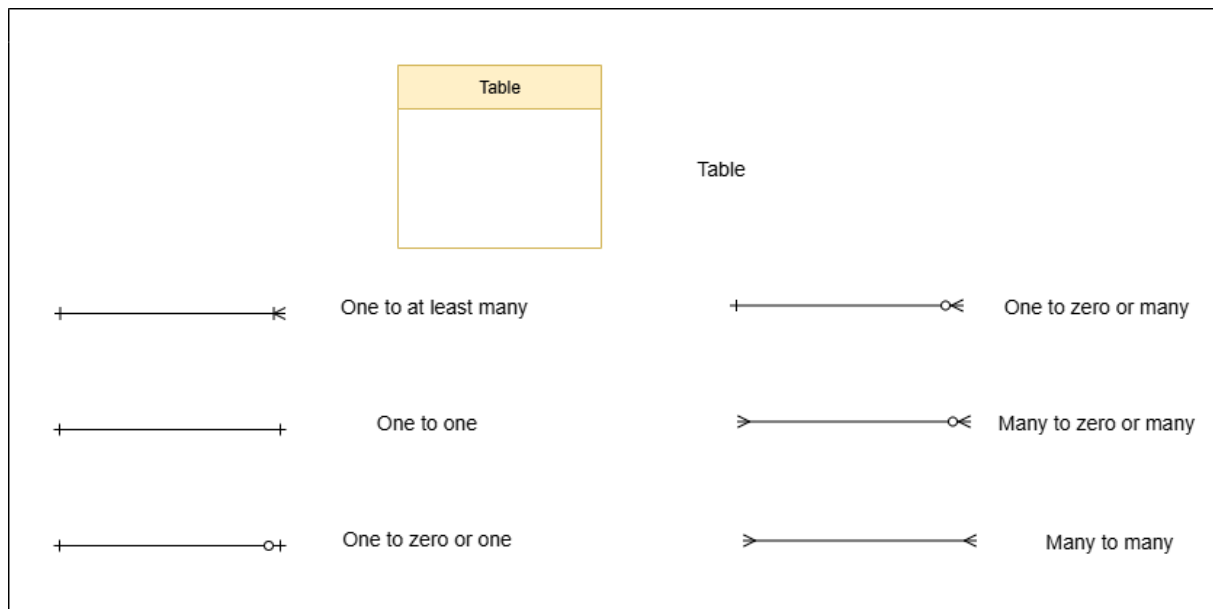 Table
Table
One to at least many
One to zero or many
One to one
Many to zero or many
One to zero or one
Many to many